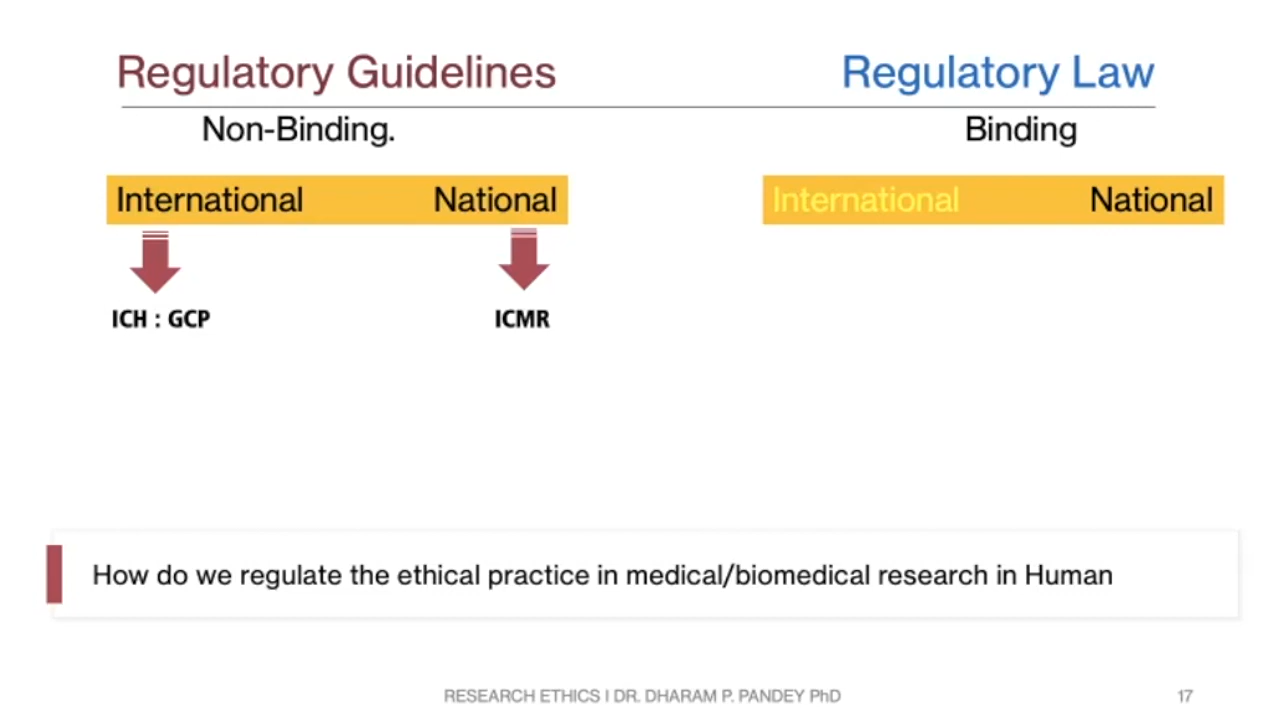 Regulatory Guidelines
Regulatory Law
Non-Binding.
Binding
International National
International National
ICH : GCP
ICMR
How do we regulate the ethical practice in medical/biomedical research in Human
RESEARCH ETHICS I DR. DHARAM P. PANDEY PhD
17